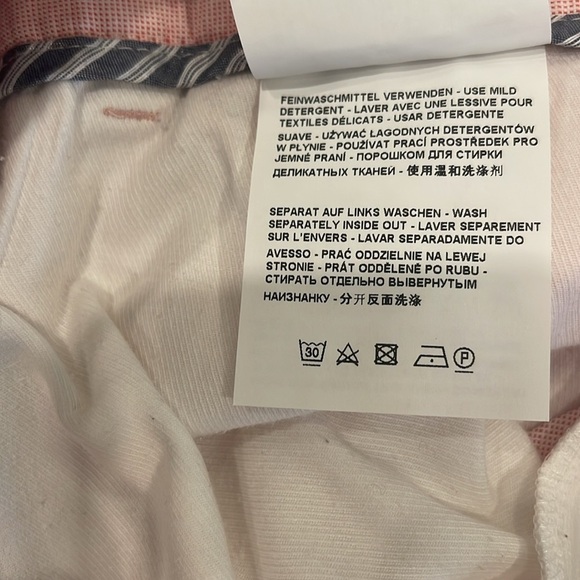 FEINWASCHMITTEL VERWENDEN - USE MILD
DETERGENT - LAVER AVEC UNE LESSIVE POUR
TEXTILES DÉLICATS - USAR DETERGENTE
SUAVE - UŻYWAĆ ŁAGODNYCH DETERGENTÓW
W PŁYNIE - POUŽÍVAT PRACÍ PROSTŘEDEK PRO
JEMNÉ PRANÍ - ПОРОШКОМ ДЛЯ СТИРКИ
ДЕЛИКАТНЫХ ТКАНЕЙ - 使用温和洗涤剂
SEPARAT AUF LINKS WASCHEN - WASH
SEPARATELY INSIDE OUT - LAVER SEPAREMENT
SUR L'ENVERS - LAVAR SEPARADAMENTE DO
AVESSO - PRAĆ ODDZIELNIE NA LEWEJ
STRONIE - PRÁT ODDĚLENĚ PO RUBU -
СТИРАТЬ ОТДЕЛЬНО ВЫВЕРНУТЫМ
НАИЗНАНКУ - 分开反面洗涤
30 P